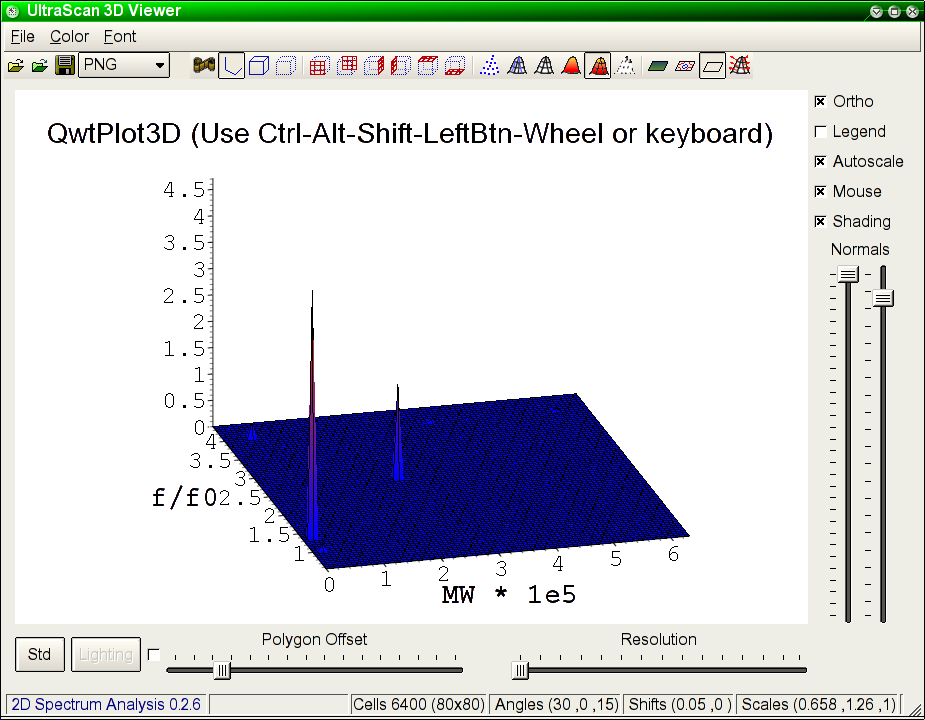 UltraScan 3D Viewer
File Color Font
PNG
Ortho
Legend
Autoscale
Mouse
Shading
Normals
QwtPlot3D (Use Ctrl-Alt-Shift-LeftBtn-Wheel or keyboard)
4.5
4
3.5
3
2.5
2
1.5
1
0.5
0
4
3.5
3
f/f0 2.5
2
1.5
1
0 1 2 3 4 5 6
MW * 1e5
Polygon Offset Resolution
Std Lighting
2D Spectrum Analysis 0.2.6 Cells 6400 (80x80) Angles (30 ,0 ,15) Shifts (0.05 ,0 ) Scales (0.658 ,1.26 ,1)